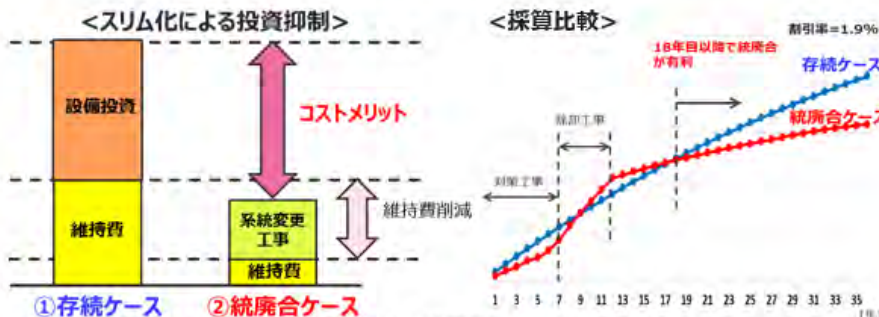 <スリム化による投資抑制>
設備投資
コストメリット
維持費
系統変更
工事
維持費
維持費削減
①存続ケース
②統廃合ケース
<採算比較>
割引率=1.9%
18年目以降で統廃合
が有利
存続ケース
統廃合ケース
除却工事
対策工事
1 3 5 7 9 11 13 15 17 19 21 23 25 27 29 31 33 35